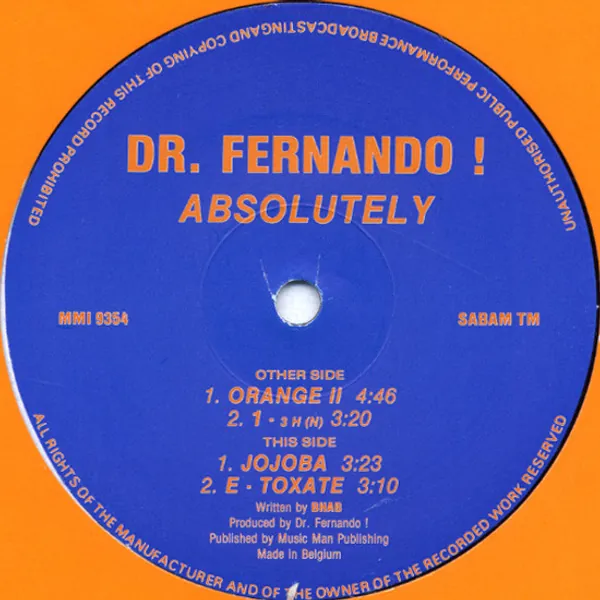 DR. FERNANDO !
ABSOLUTELY
MMI 9354
SABAM TM
OTHER SIDE
1. ORANGE II 4:46
2. 1 - 3 H (N) 3:20
THIS SIDE
1. JOJOBA 3:23
2. E - TOXATE 3:10
Written by BHAB
Produced by Dr. Fernando !
Published by Music Man Publishing
Made in Belgium
ALL RIGHTS OF THE MANUFACTURER AND OF THE OWNER OF THE RECORDED WORK RESERVED
UNAUTHORISED PUBLIC PERFORMANCE BROADCASTINGAND COPYING OF THIS RECORD PROHIBITED